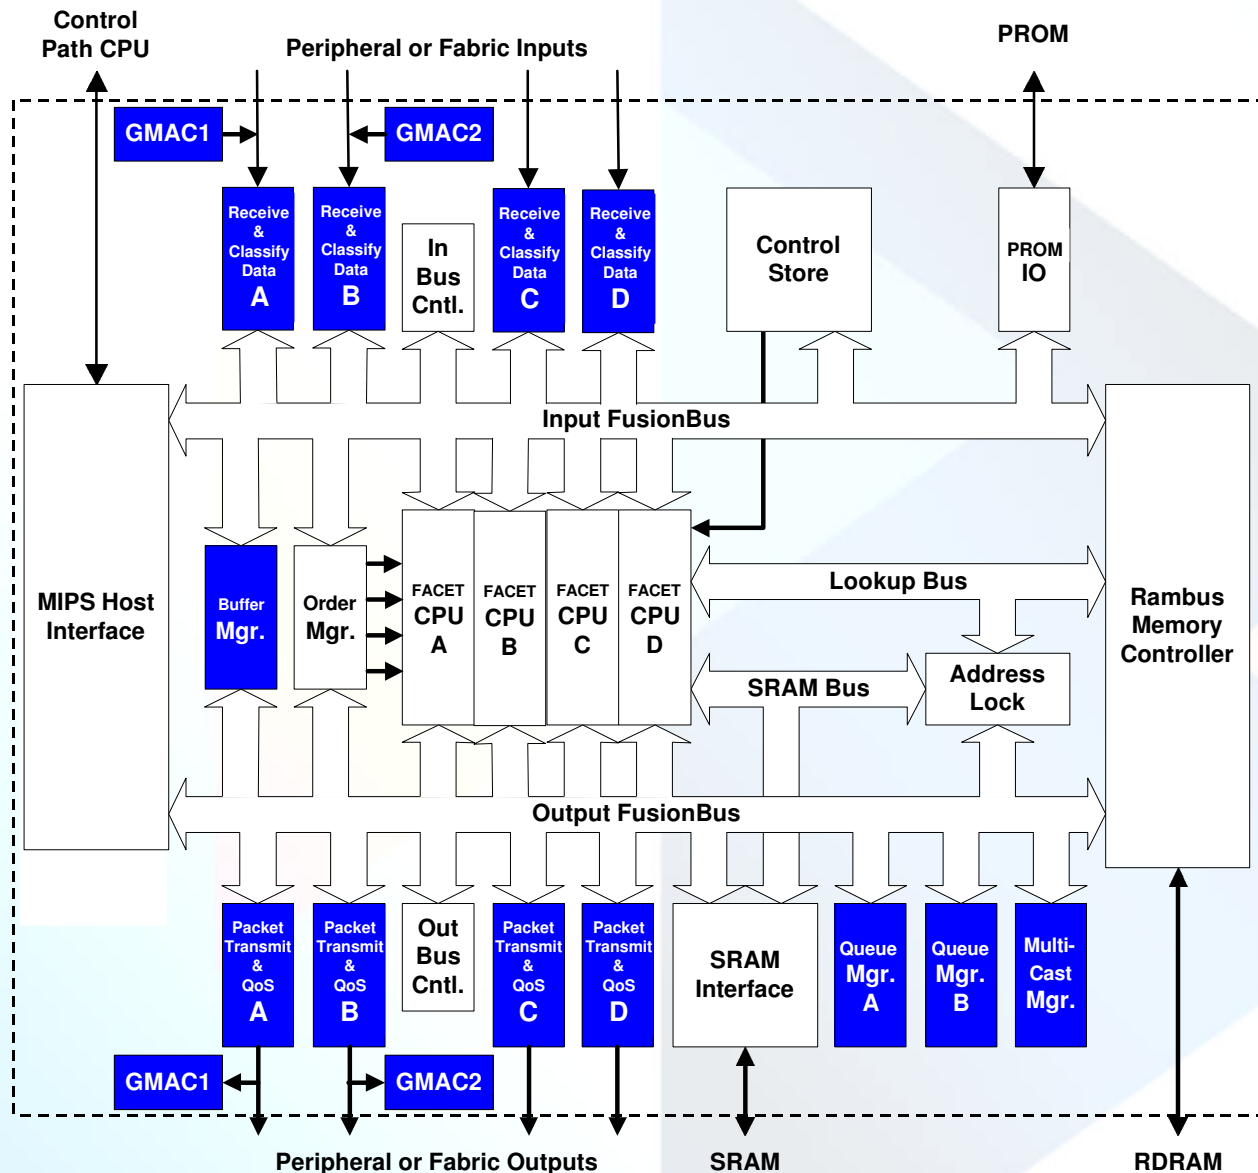 Control
Path CPU
Peripheral or Fabric Inputs
PROM
GMAC1
GMAC2
Receive
&
Classify
Data
A
Receive
&
Classify
Data
B
In
Bus
Cntl.
Receive
&
Classify
Data
C
Receive
&
Classify
Data
D
Control
Store
PROM
IO
Input FusionBus
MIPS Host
Interface
Buffer
Mgr.
Order
Mgr.
FACET
CPU
A
FACET
CPU
B
FACET
CPU
C
FACET
CPU
D
Lookup Bus
SRAM Bus
Address
Lock
Rambus
Memory
Controller
Output FusionBus
Packet
Transmit
&
QoS
A
Packet
Transmit
&
QoS
B
Out
Bus
Cntl.
Packet
Transmit
&
QoS
C
Packet
Transmit
&
QoS
D
SRAM
Interface
Queue
Mgr.
A
Queue
Mgr.
B
Multi-
Cast
Mgr.
GMAC1
GMAC2
Peripheral or Fabric Outputs
SRAM
RDRAM